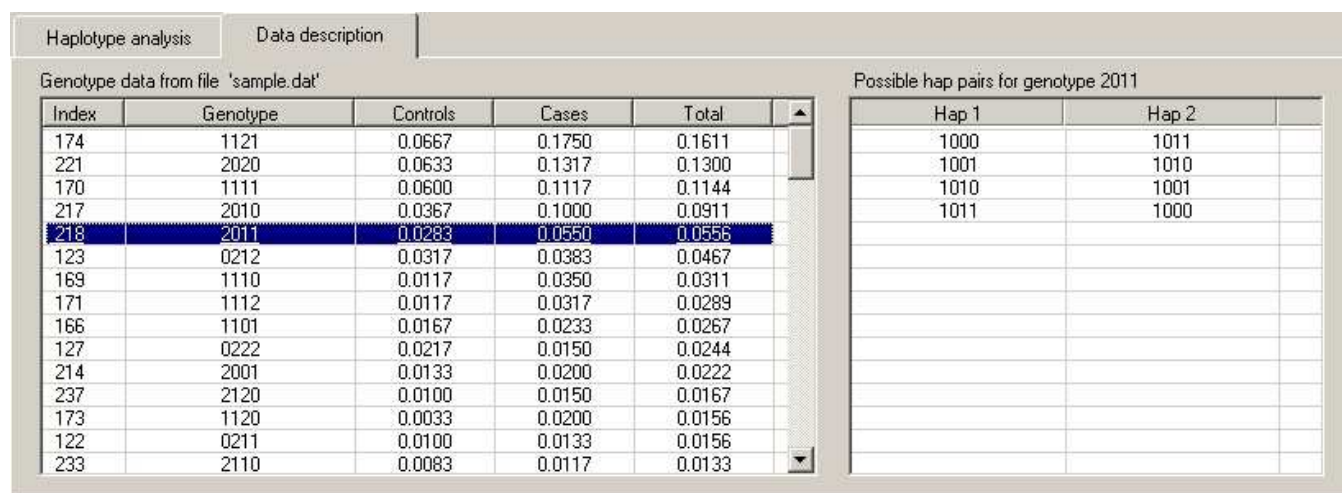 Haplotype analysis Data description
Genotype data from file 'sample.dat' Possible hap pairs for genotype 2011
Index Genotype Controls Cases Total Hap 1 Hap 2
174 1121 0.0667 0.1750 0.1611 1000 1011
221 2020 0.0633 0.1317 0.1300 1001 1010
170 1111 0.0600 0.1117 0.1144 1010 1001
217 2010 0.0367 0.1000 0.0911 1011 1000
218 2011 0.0283 0.0550 0.0556
123 0212 0.0317 0.0383 0.0467
169 1110 0.0117 0.0350 0.0311
171 1112 0.0117 0.0317 0.0289
166 1101 0.0167 0.0233 0.0267
127 0222 0.0217 0.0150 0.0244
214 2001 0.0133 0.0200 0.0222
237 2120 0.0100 0.0150 0.0167
173 1120 0.0033 0.0200 0.0156
122 0211 0.0100 0.0133 0.0156
233 2110 0.0083 0.0117 0.0133